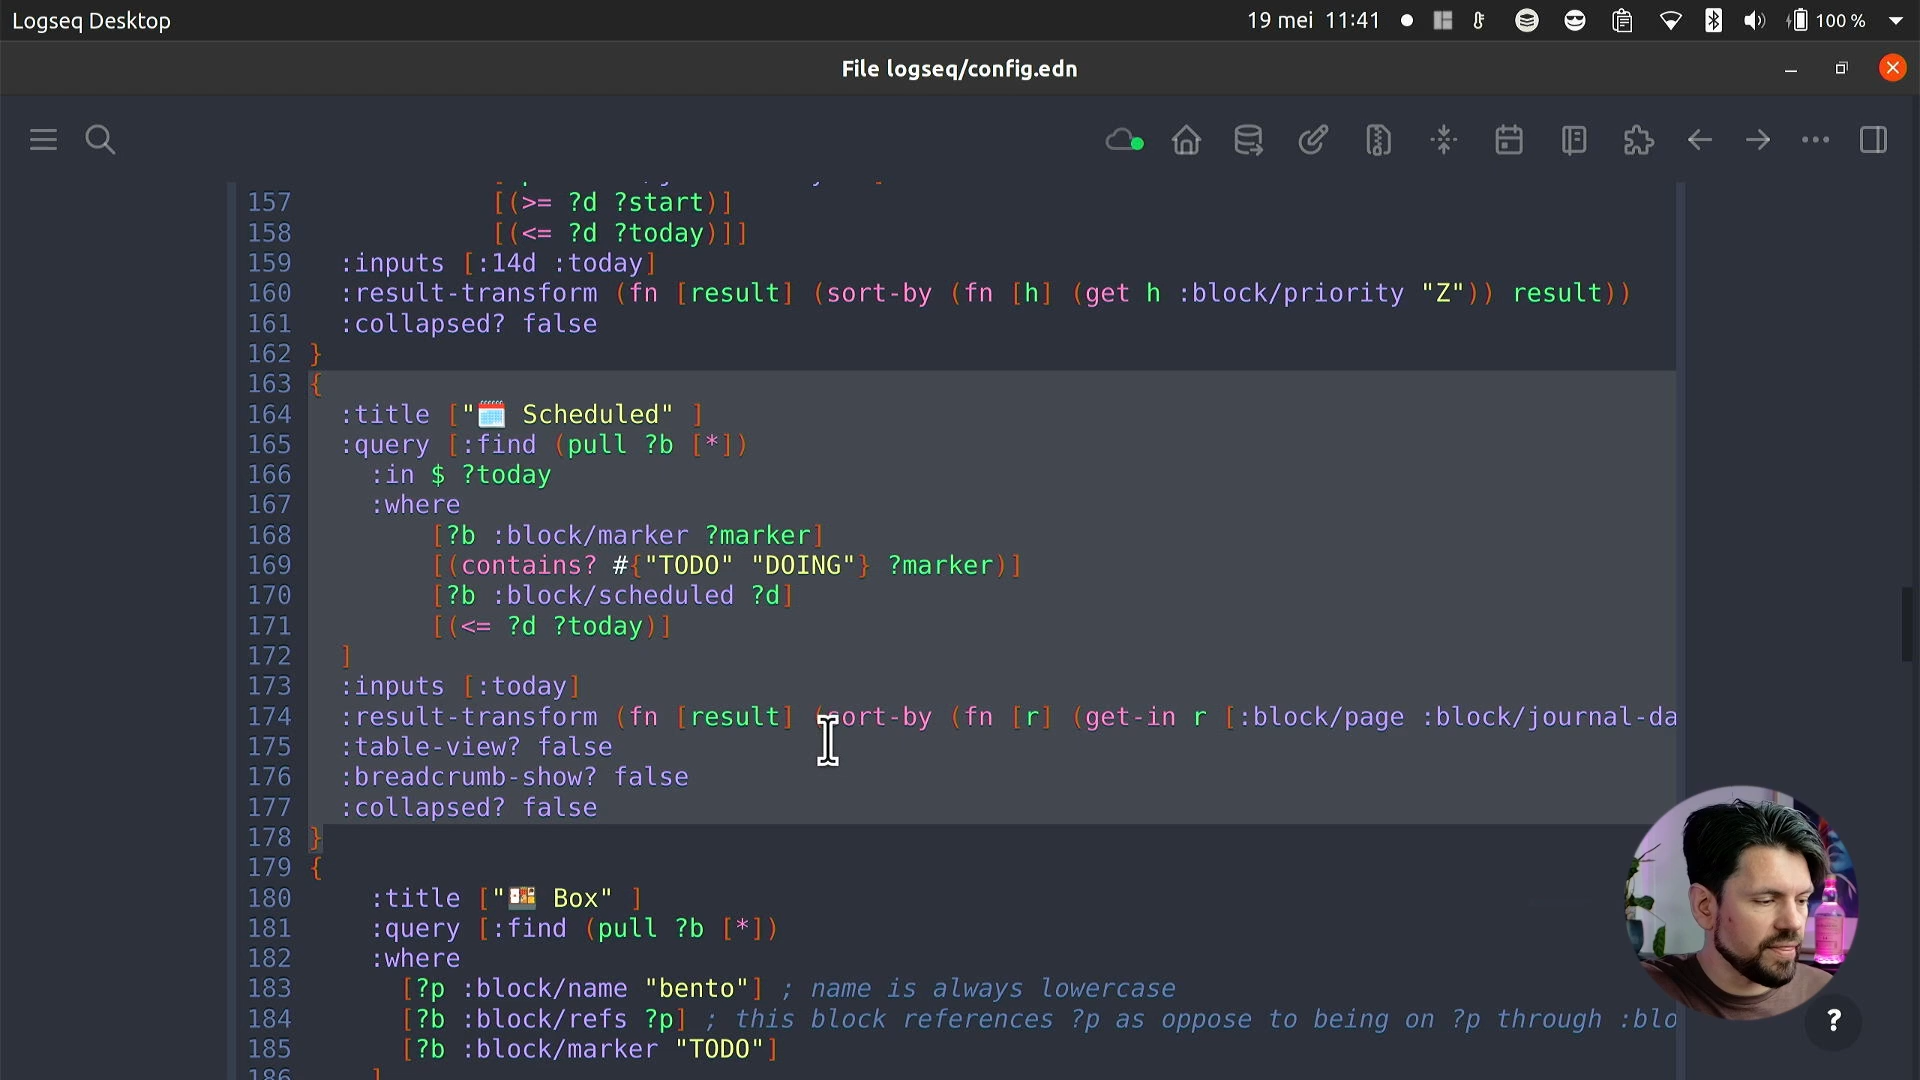 Logseq Desktop
19 mei 11:41
100 %
File logseq/config.edn
157 [(>= ?d ?start)]
158 [(<= ?d ?today)]]
159 :inputs [:14d :today]
160 :result-transform (fn [result] (sort-by (fn [h] (get h :block/priority "Z")) result))
161 :collapsed? false
162 }
163 {
164 :title ["🗓️ Scheduled" ]
165 :query [:find (pull ?b [*])
166 :in $ ?today
167 :where
168 [?b :block/marker ?marker]
169 [(contains? #{"TODO" "DOING"} ?marker)]
170 [?b :block/scheduled ?d]
171 [(<= ?d ?today)]
172 ]
173 :inputs [:today]
174 :result-transform (fn [result] (sort-by (fn [r] (get-in r [:block/page :block/journal-da
175 :table-view? false
176 :breadcrumb-show? false
177 :collapsed? false
178 }
179 {
180 :title ["🍱 Box" ]
181 :query [:find (pull ?b [*])
182 :where
183 [?p :block/name "bento"] ; name is always lowercase
184 [?b :block/refs ?p] ; this block references ?p as oppose to being on ?p through :blo
185 [?b :block/marker "TODO"]
186 ]
?